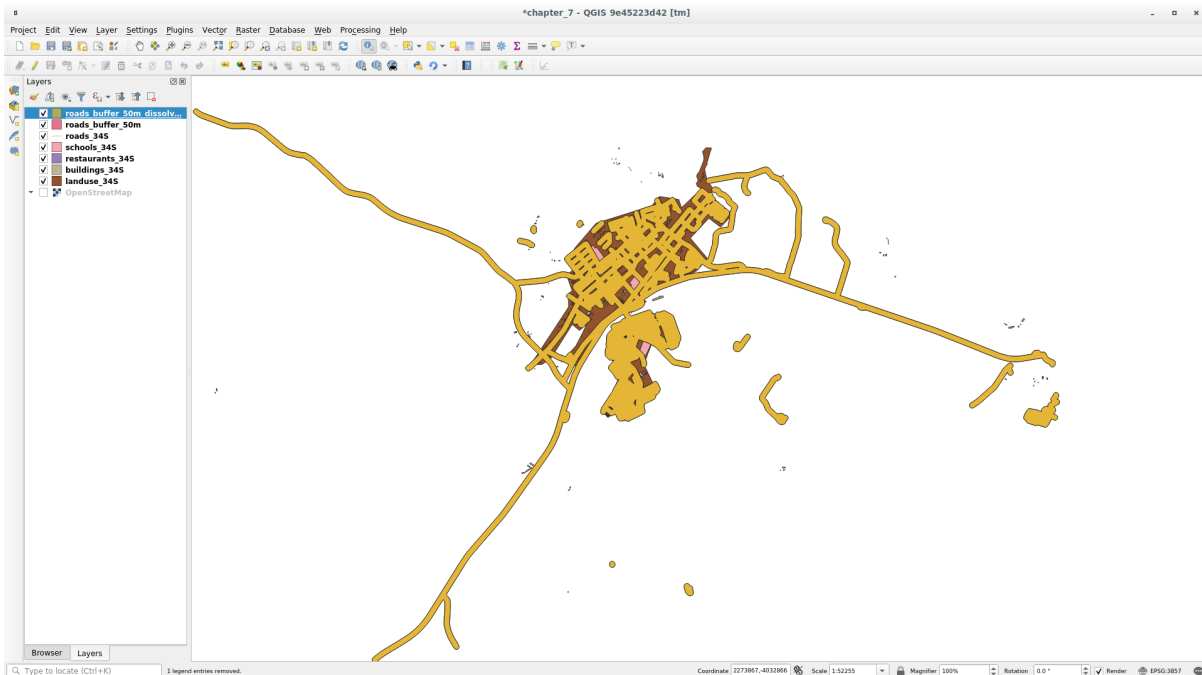 *chapter_7 - QGIS 9e45223d42 [tm]
Project Edit View Layer Settings Plugins Vector Raster Database Web Processing Help
Layers
roads_buffer_50m_dissolv...
roads_buffer_50m
roads_34S
schools_34S
restaurants_34S
buildings_34S
landuse_34S
OpenStreetMap
Browser Layers
Type to locate (Ctrl+K) 1 legend entries removed. Coordinate 2273867,-4032866 Scale 1:52255 Magnifier 100% Rotation 0.0 ° Render EPSG:3857